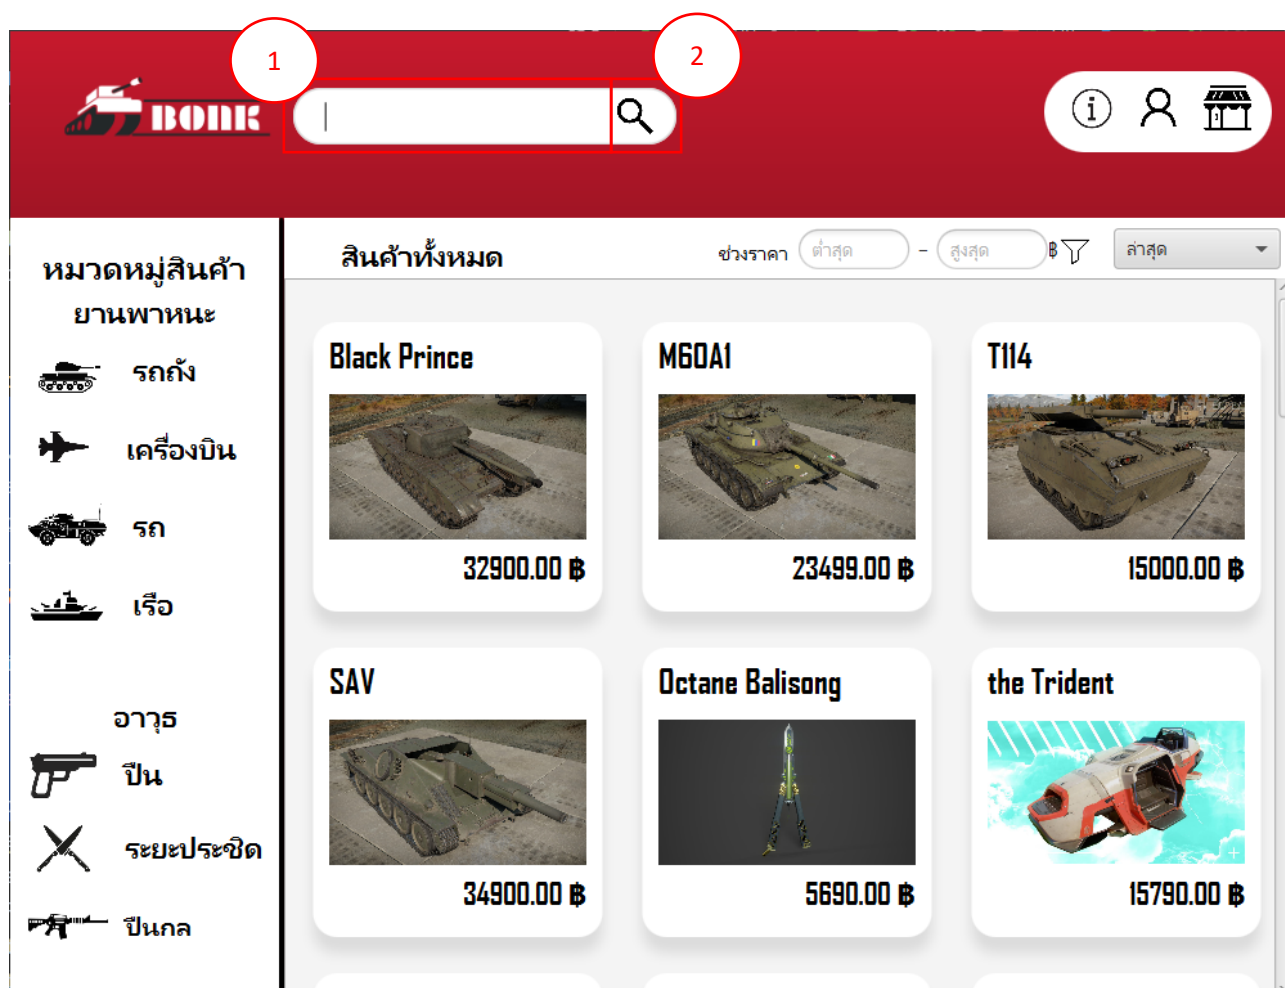 1
2
BONK
หมวดหมู่สินค้า
ยานพาหนะ
รถถัง
เครื่องบิน
รถ
เรือ
อาวุธ
ปืน
ระยะประชิด
ปืนกล
สินค้าทั้งหมด
ช่วงราคา ต่ำสุด – สูงสุด ฿ ล่าสุด
Black Prince
32900.00 ฿
M60A1
23499.00 ฿
T114
15000.00 ฿
SAV
34900.00 ฿
Octane Balisong
5690.00 ฿
the Trident
15790.00 ฿